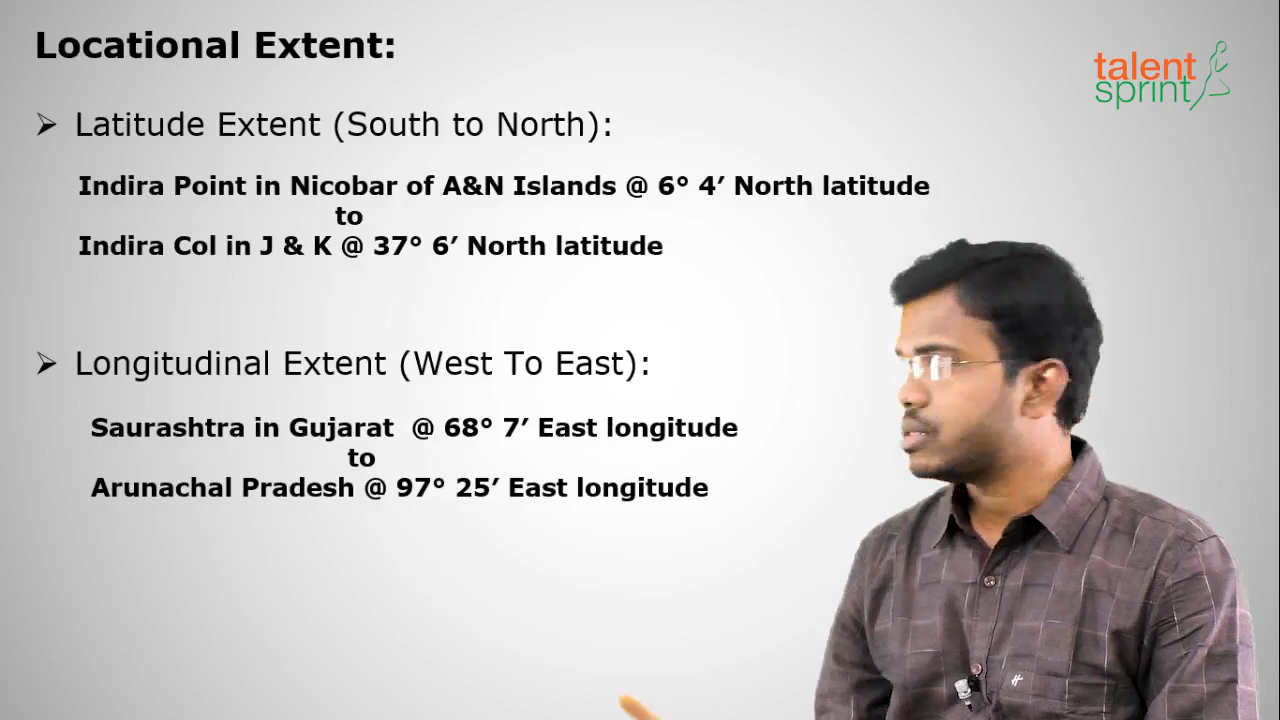 Locational Extent:
talent
sprint
➢ Latitude Extent (South to North):
Indira Point in Nicobar of A&N Islands @ 6° 4′ North latitude
to
Indira Col in J & K @ 37° 6′ North latitude
➢ Longitudinal Extent (West To East):
Saurashtra in Gujarat @ 68° 7′ East longitude
to
Arunachal Pradesh @ 97° 25′ East longitude